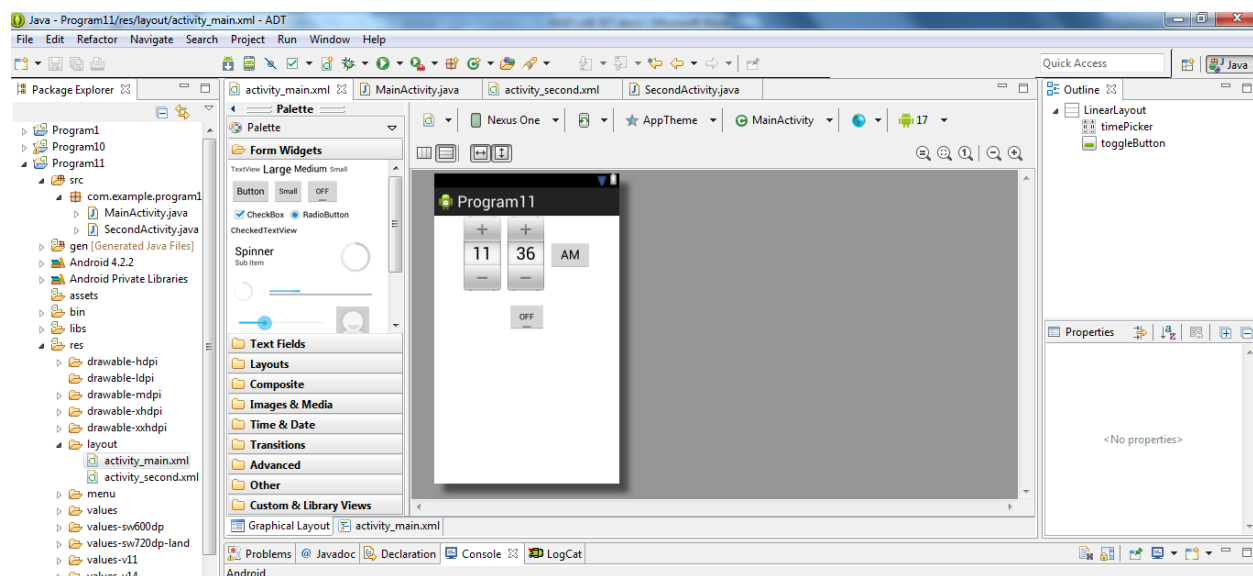 Java - Program11/res/layout/activity_main.xml - ADT
File Edit Refactor Navigate Search Project Run Window Help
Quick Access
Java
Package Explorer
activity_main.xml MainActivity.java activity_second.xml SecondActivity.java
Outline
Program1
Program10
Program11
src
com.example.program1
MainActivity.java
SecondActivity.java
gen [Generated Java Files]
Android 4.2.2
Android Private Libraries
assets
bin
libs
res
drawable-hdpi
drawable-ldpi
drawable-mdpi
drawable-xhdpi
drawable-xxhdpi
layout
activity_main.xml
activity_second.xml
menu
values
values-sw600dp
values-sw720dp-land
values-v11
values-v14
Palette
Palette
Form Widgets
TextView Large Medium Small
Button Small OFF
CheckBox RadioButton
CheckedTextView
Spinner
Sub Item
Text Fields
Layouts
Composite
Images & Media
Time & Date
Transitions
Advanced
Other
Custom & Library Views
Graphical Layout activity_main.xml
Nexus One AppTheme MainActivity 17
Program11
+ +
11 36 AM
− −
OFF
LinearLayout
timePicker
toggleButton
Properties
<No properties>
Problems @ Javadoc Declaration Console LogCat
Android